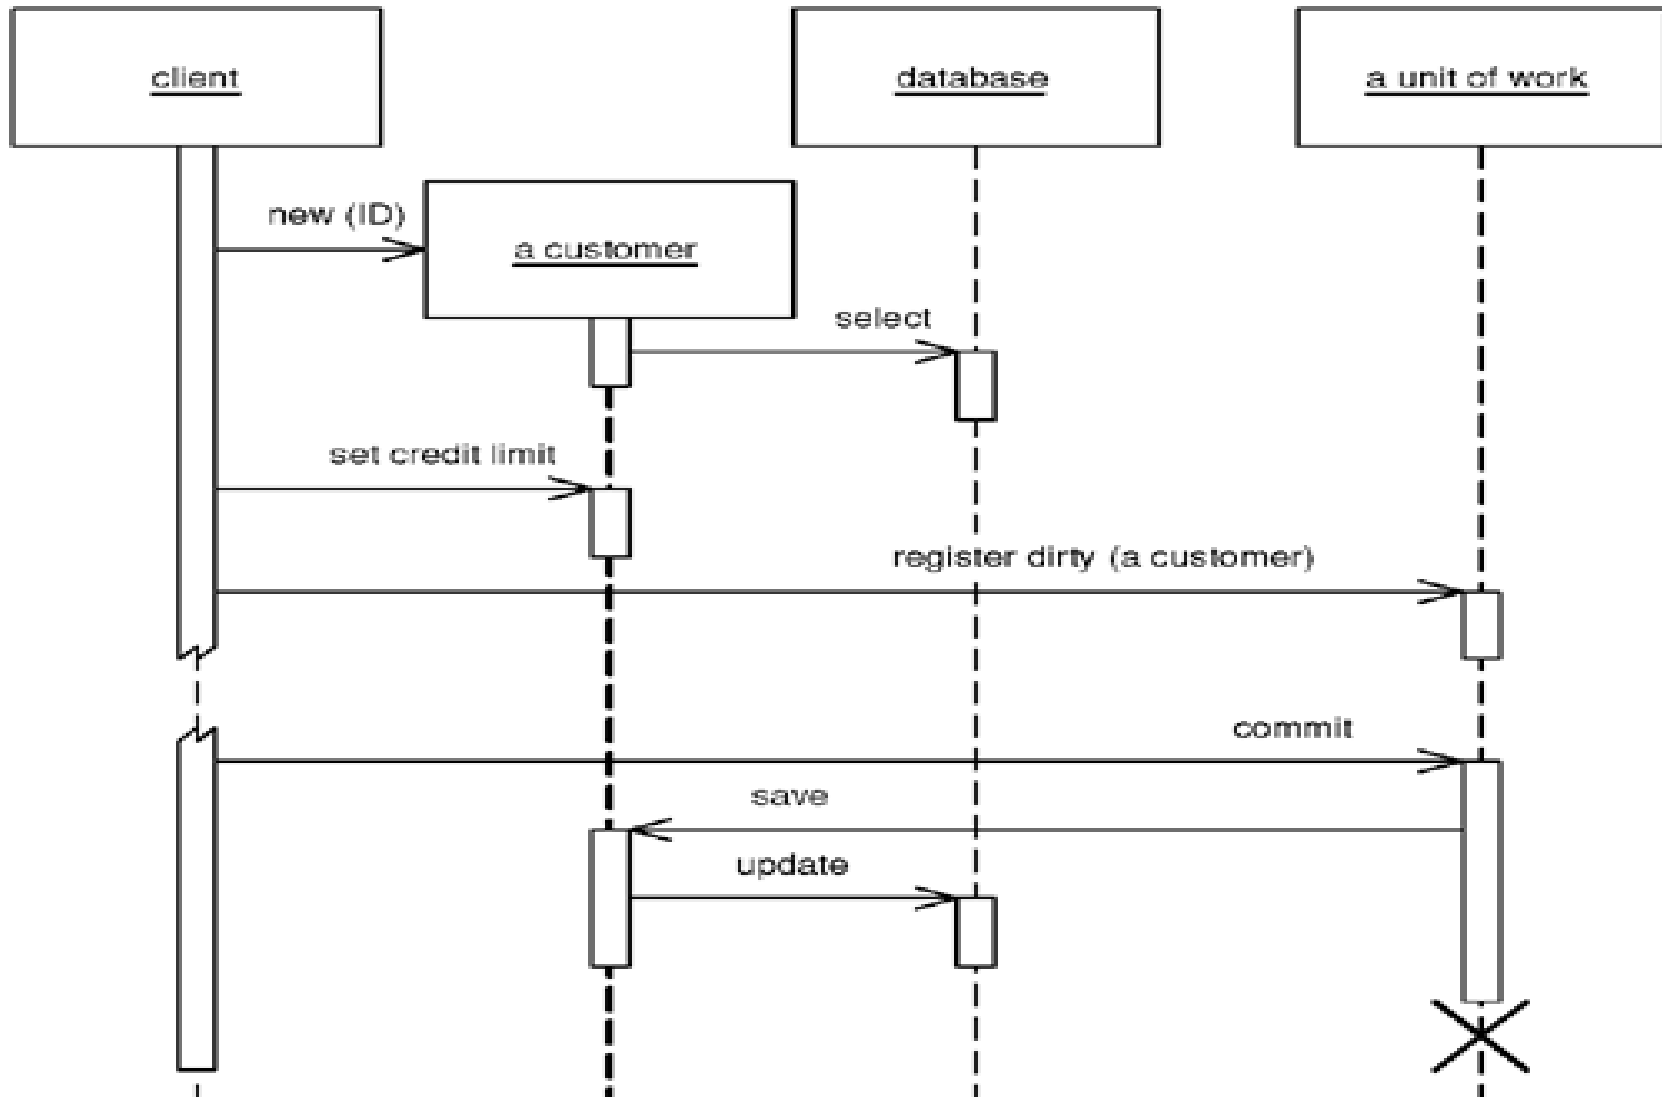 client
database
a unit of work
new (ID)
a customer
select
set credit limit
register dirty (a customer)
commit
save
update